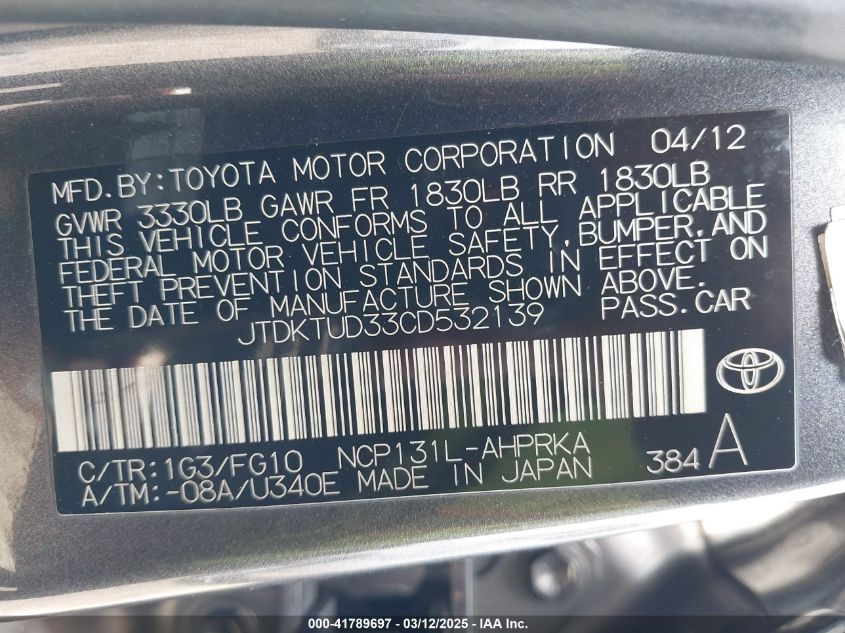 MFD.BY:TOYOTA MOTOR CORPORATION 04/12
GVWR 3330LB GAWR FR 1830LB RR 1830LB
THIS VEHICLE CONFORMS TO ALL APPLICABLE
FEDERAL MOTOR VEHICLE SAFETY,BUMPER,AND
THEFT PREVENTION STANDARDS IN EFFECT ON
THE DATE OF MANUFACTURE SHOWN ABOVE.
JTDKTUD33CD532139 PASS.CAR
C/TR:1G3/FG10 NCP131L-AHPRKA
A/TM:-08A/U340E MADE IN JAPAN 384 A
000-41789697 - 03/12/2025 - IAA Inc.